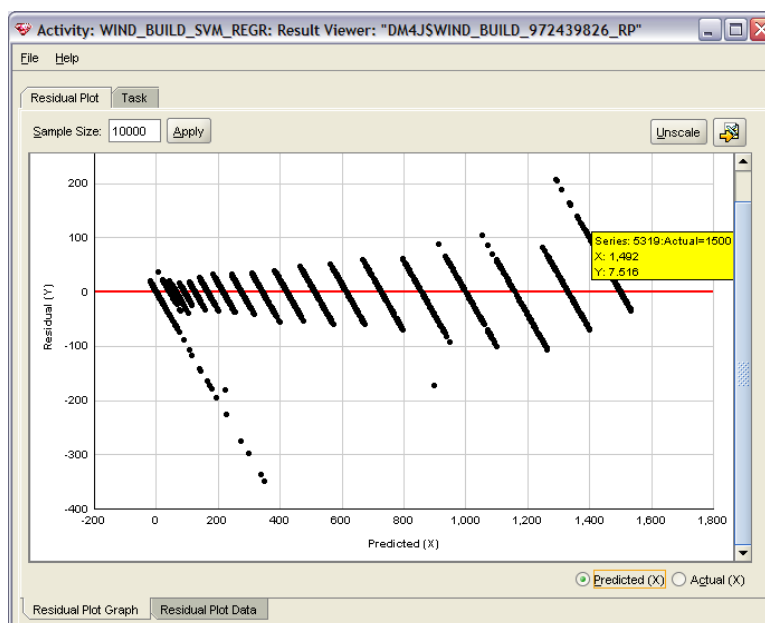 Activity: WIND_BUILD_SVM_REGR: Result Viewer: "DM4J$WIND_BUILD_972439826_RP"
File Help
Residual Plot Task
Sample Size: 10000 Apply Unscale
200
100
0
-100
-200
-300
-400
Residual (Y)
Series: 5319:Actual=1500
X: 1,492
Y: 7.516
-200 0 200 400 600 800 1,000 1,200 1,400 1,600 1,800
Predicted (X)
Predicted (X) Actual (X)
Residual Plot Graph Residual Plot Data